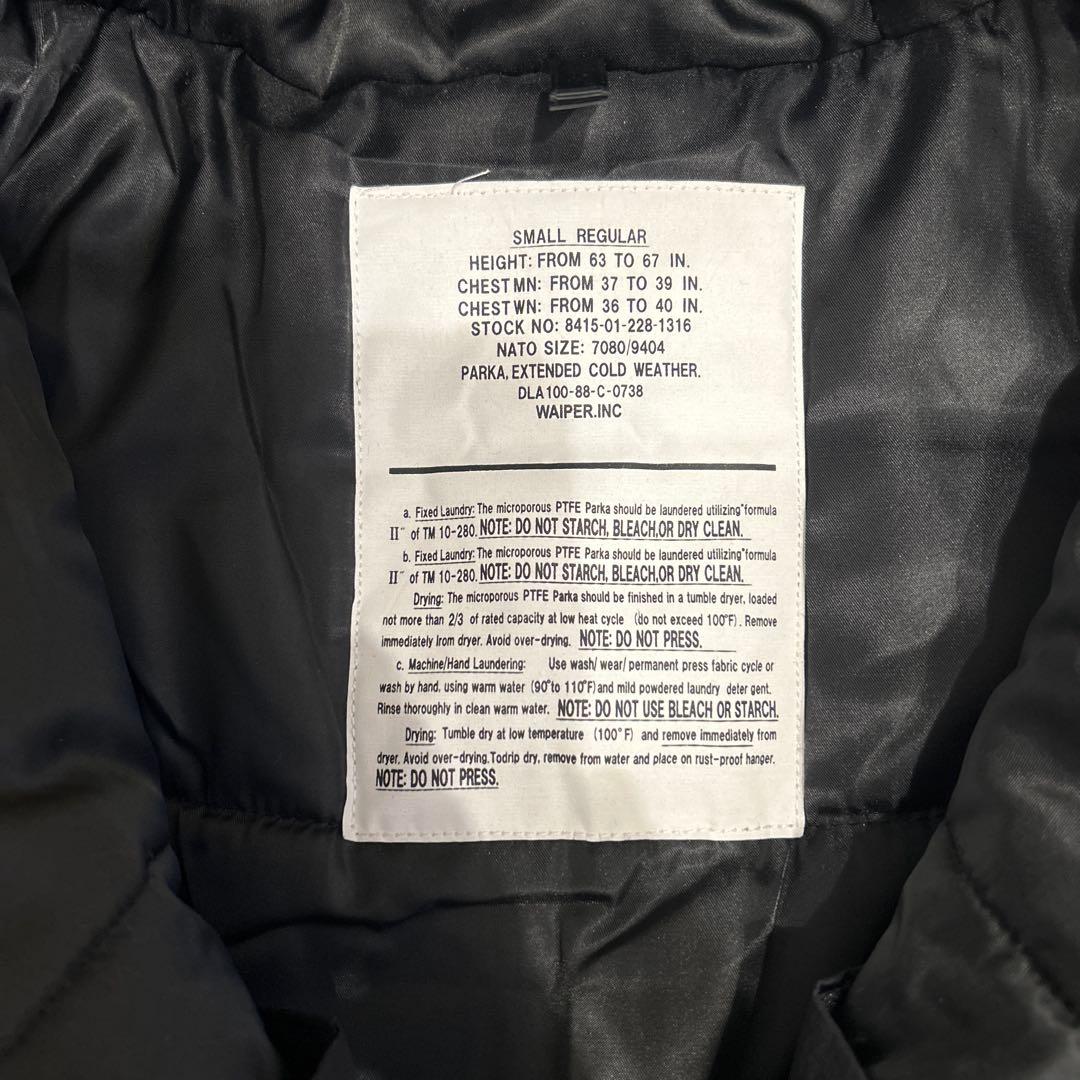 SMALL REGULAR
HEIGHT: FROM 63 TO 67 IN.
CHEST MN: FROM 37 TO 39 IN.
CHEST WN: FROM 36 TO 40 IN.
STOCK NO: 8415-01-228-1316
NATO SIZE: 7080/9404
PARKA, EXTENDED COLD WEATHER.
DLA100-88-C-0738
WAIPER.INC
a. Fixed Laundry: The microporous PTFE Parka should be laundered utilizing"formula
II" of TM 10-280. NOTE: DO NOT STARCH, BLEACH,OR DRY CLEAN.
b. Fixed Laundry: The microporous PTFE Parka should be laundered utilizing"formula
II" of TM 10-280. NOTE: DO NOT STARCH, BLEACH,OR DRY CLEAN.
Drying: The microporous PTFE Parka should be finished in a tumble dryer, loaded
not more than 2/3 of rated capacity at low heat cycle (do not exceed 100°F). Remove
immediately Irom dryer. Avoid over-drying. NOTE: DO NOT PRESS.
c. Machine/Hand Laundering: Use wash/ wear/ permanent press fabric cycle or
wash by hand. using warm water (90°to 110°F)and mild powdered laundry deter gent.
Rinse thoroughly in clean warm water. NOTE: DO NOT USE BLEACH OR STARCH.
Drying: Tumble dry at low temperature (100°F) and remove immediately from
dryer. Avoid over-drying.Todrip dry, remove from water and place on rust-proof hanger.
NOTE: DO NOT PRESS.